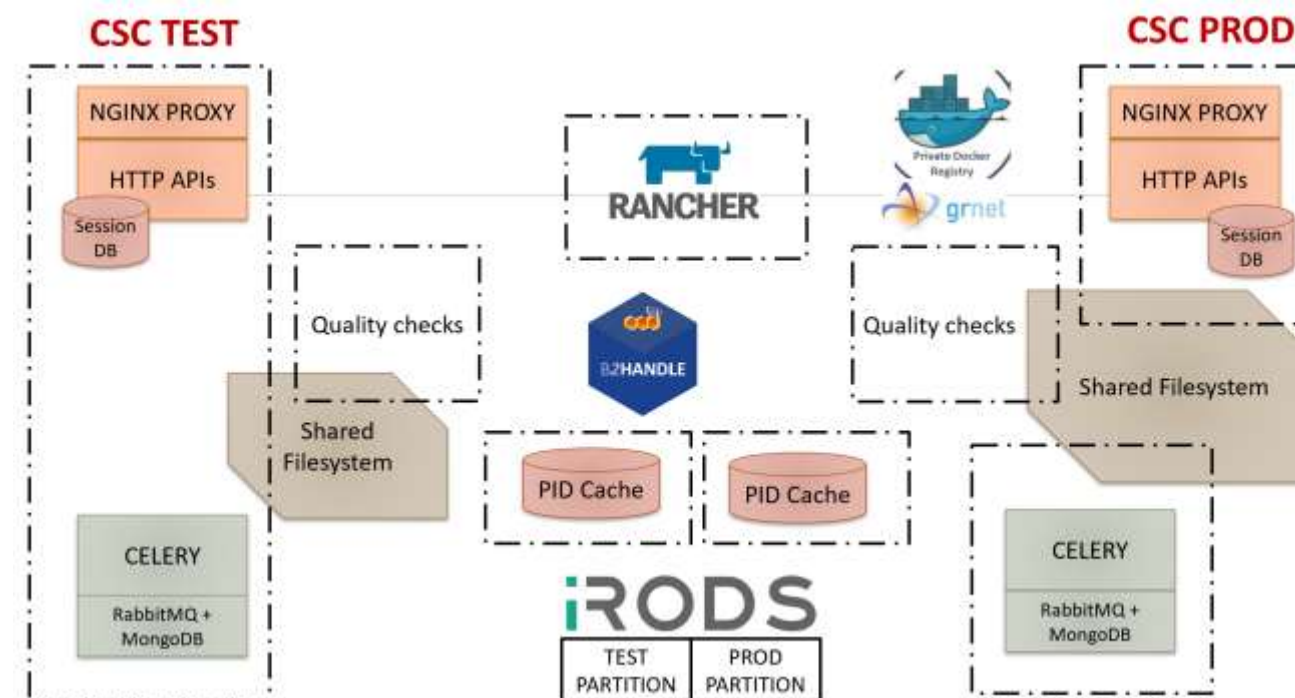 CSC TEST
CSC PROD
NGINX PROXY
HTTP APIs
Session
DB
RANCHER
Private Docker
Registry
grnet
NGINX PROXY
HTTP APIs
Session
DB
Quality checks
B2HANDLE
Quality checks
Shared
Filesystem
Shared Filesystem
PID Cache
PID Cache
CELERY
RabbitMQ +
MongoDB
iRODS
TEST
PARTITION
PROD
PARTITION
CELERY
RabbitMQ +
MongoDB